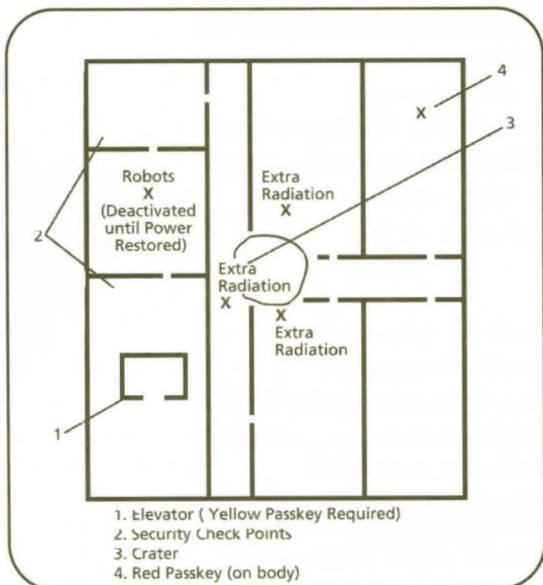 4
3
Robots
X
(Deactivated
until Power
Restored)
Extra
Radiation
X
X
2
Extra
Radiation
X
X
Extra
Radiation
1
1. Elevator ( Yellow Passkey Required)
2. Security Check Points
3. Crater
4. Red Passkey (on body)